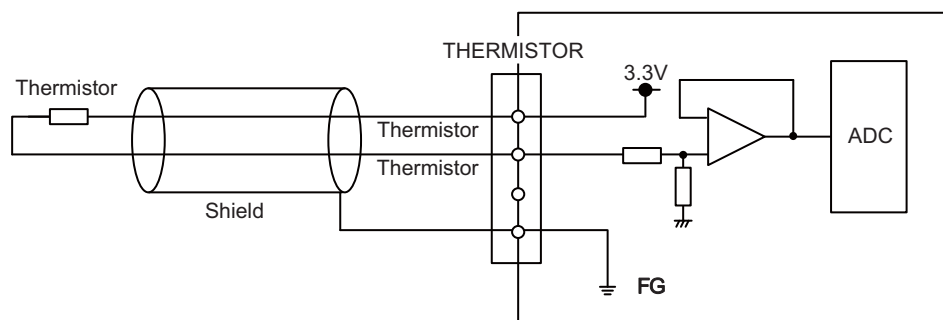 THERMISTOR
Thermistor
3.3V
Thermistor
ADC
Thermistor
Shield
FG